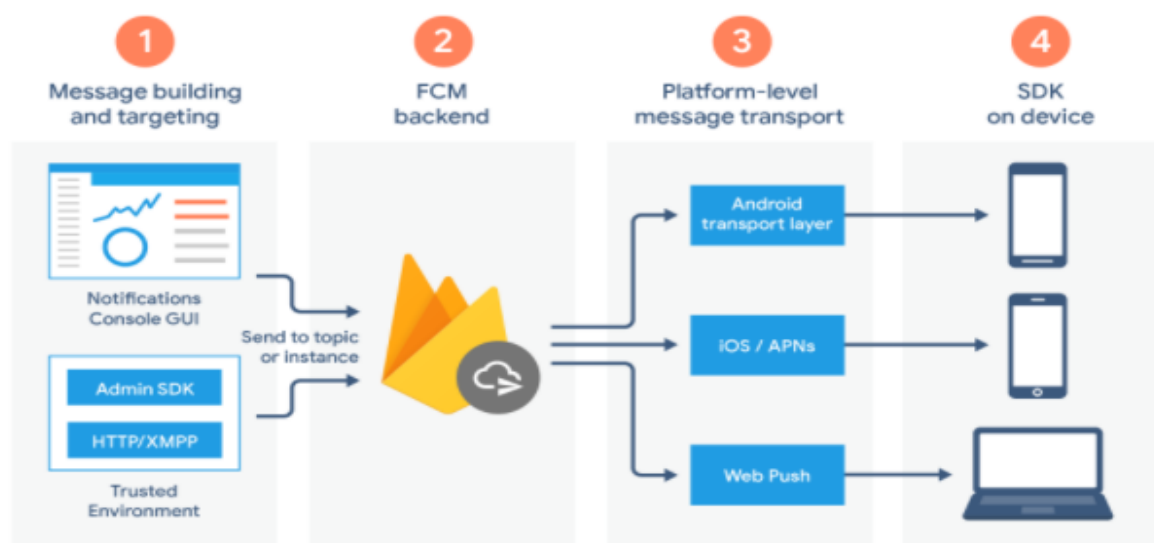 1
Message building
and targeting
2
FCM
backend
3
Platform-level
message transport
4
SDK
on device
Notifications
Console GUI
Send to topic
or instance
Admin SDK
HTTP/XMPP
Trusted
Environment
Android
transport layer
iOS / APNs
Web Push